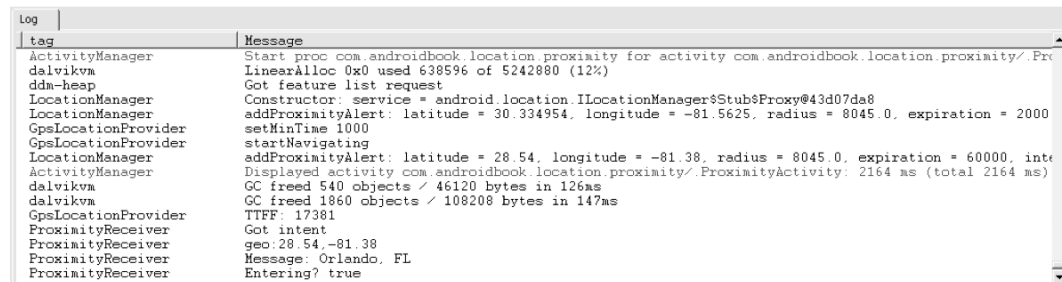 Log
tag Message
ActivityManager Start proc com.androidbook.location.proximity for activity com.androidbook.location.proximity/.Pro
dalvikvm LinearAlloc 0x0 used 638596 of 5242880 (12%)
ddm-heap Got feature list request
LocationManager Constructor: service = android.location.ILocationManager$Stub$Proxy@43d07da8
LocationManager addProximityAlert: latitude = 30.334954, longitude = -81.5625, radius = 8045.0, expiration = 2000
GpsLocationProvider setMinTime 1000
GpsLocationProvider startNavigating
LocationManager addProximityAlert: latitude = 28.54, longitude = -81.38, radius = 8045.0, expiration = 60000, inte
ActivityManager Displayed activity com.androidbook.location.proximity/.ProximityActivity: 2164 ms (total 2164 ms)
dalvikvm GC freed 540 objects / 46120 bytes in 126ms
dalvikvm GC freed 1860 objects / 108208 bytes in 147ms
GpsLocationProvider TTFF: 17381
ProximityReceiver Got intent
ProximityReceiver geo:28.54,-81.38
ProximityReceiver Message: Orlando, FL
ProximityReceiver Entering? true